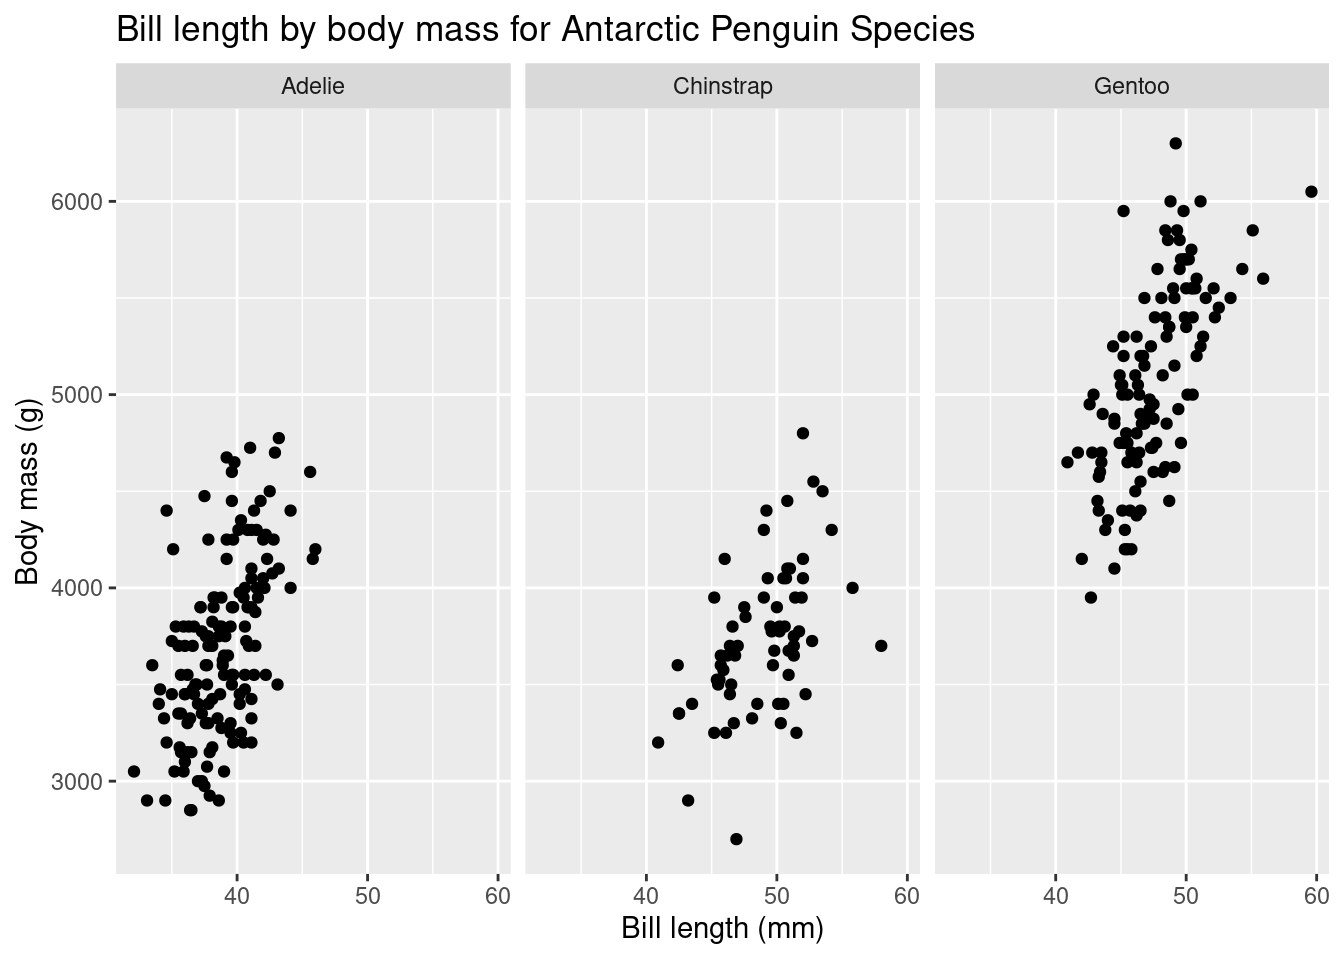 Bill length by body mass for Antarctic Penguin Species
Adelie Chinstrap Gentoo
Body mass (g)
6000
5000
4000
3000
40 50 60 40 50 60 40 50 60
Bill length (mm)